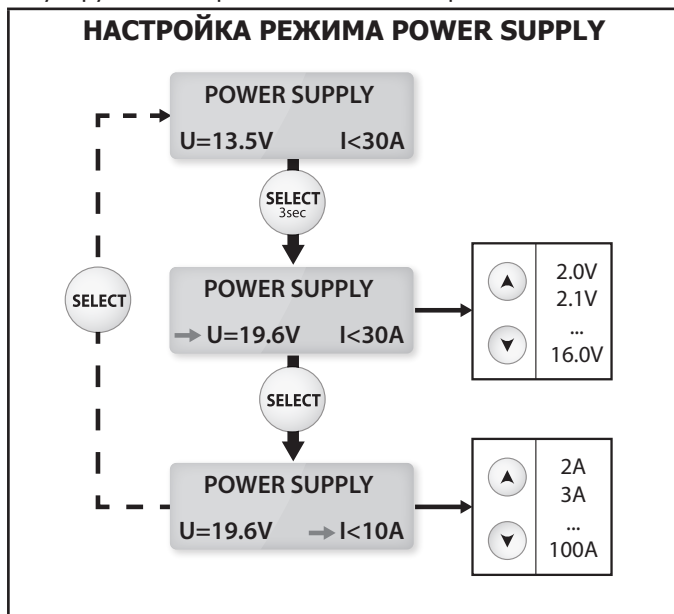 НАСТРОЙКА РЕЖИМА POWER SUPPLY
POWER SUPPLY
U=13.5V I<30A
SELECT
3sec
POWER SUPPLY
U=19.6V I<30A
2.0V
2.1V
...
16.0V
SELECT
SELECT
POWER SUPPLY
U=19.6V I<10A
2A
3A
...
100A